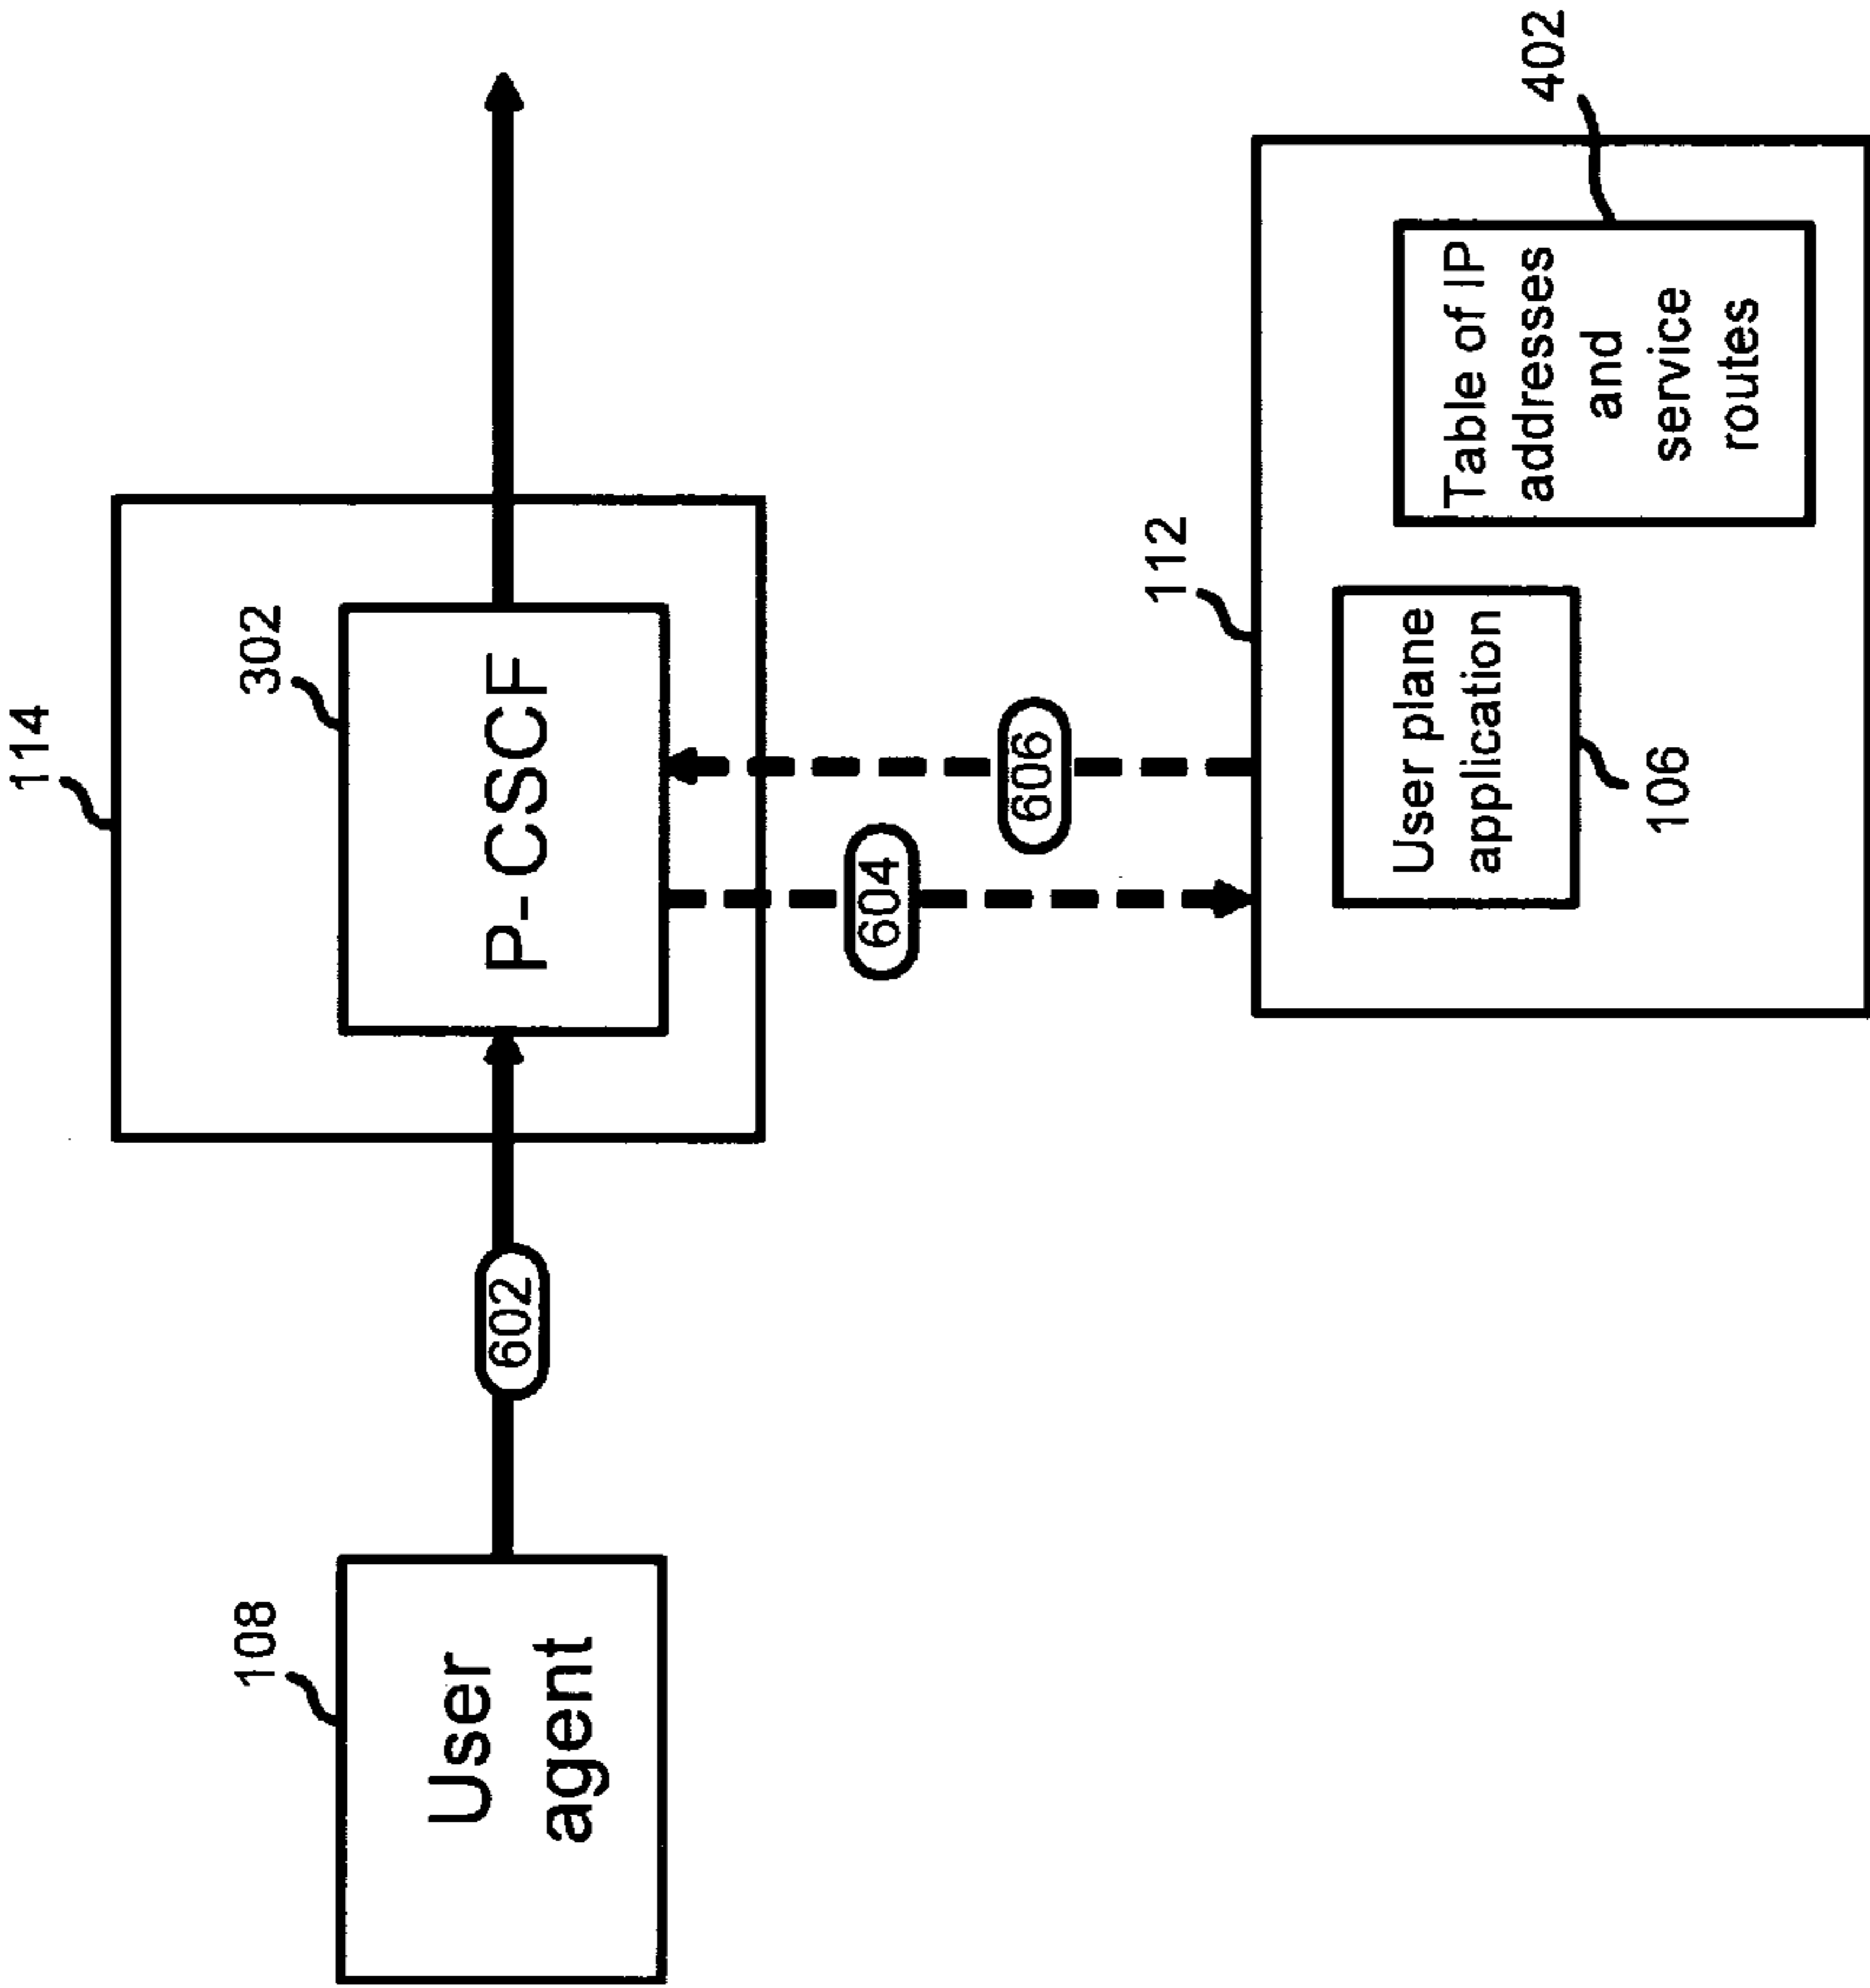 108
User
agent
602
114
302
P-CSCF
604
606
112
User plane
application
106
Table of IP
addresses
and
service
routes
402